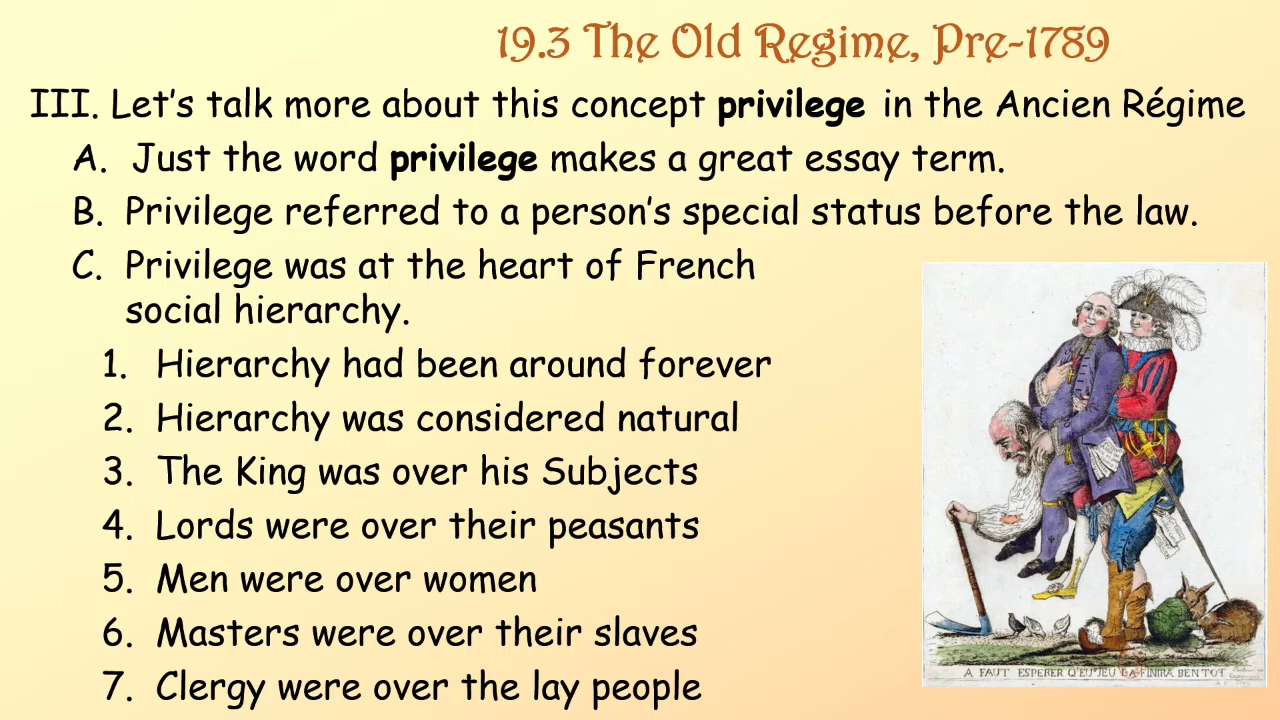 19.3 The Old Regime, Pre-1789
III. Let's talk more about this concept privilege in the Ancien Régime
A. Just the word privilege makes a great essay term.
B. Privilege referred to a person's special status before the law.
C. Privilege was at the heart of French
social hierarchy.
1. Hierarchy had been around forever
2. Hierarchy was considered natural
3. The King was over his Subjects
4. Lords were over their peasants
5. Men were over women
6. Masters were over their slaves
7. Clergy were over the lay people
A FAUT ESPERER Q'EU'JEU LA FINIRA BEN TOT